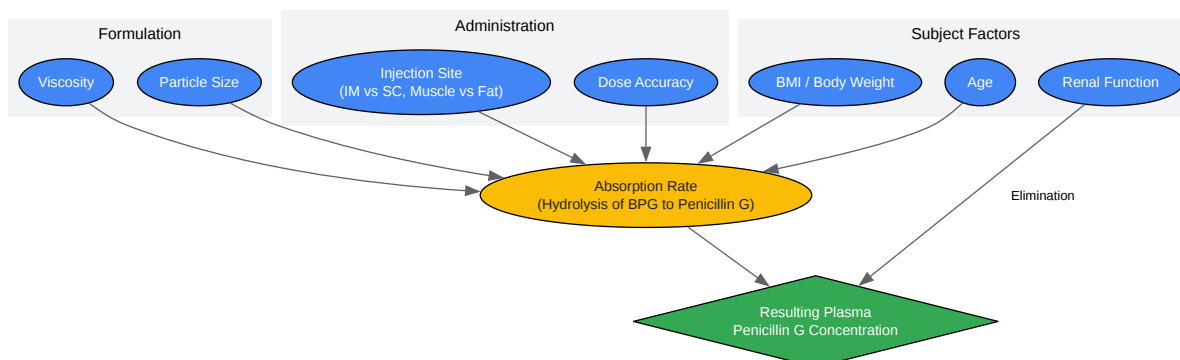 Formulation
Administration
Subject Factors
Viscosity
Particle Size
Injection Site
(IM vs SC, Muscle vs Fat)
Dose Accuracy
BMI / Body Weight
Age
Renal Function
Absorption Rate
(Hydrolysis of BPG to Penicillin G)
Elimination
Resulting Plasma
Penicillin G Concentration